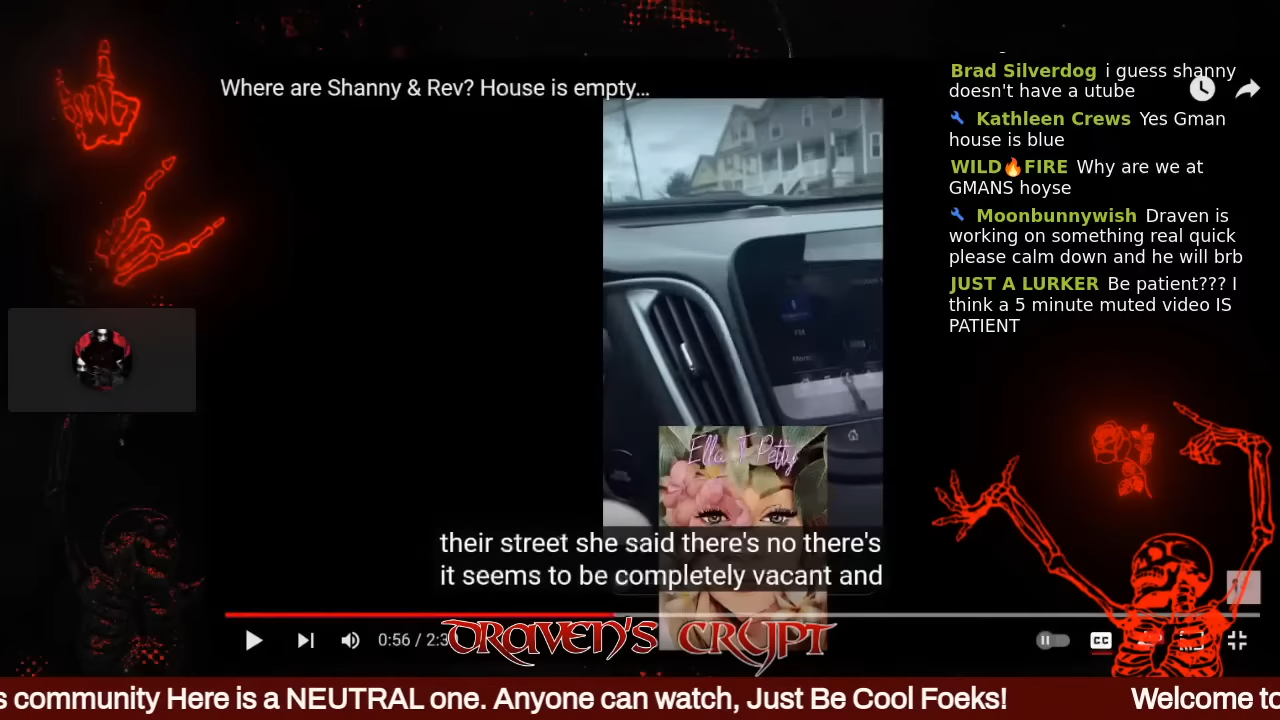 Where are Shanny & Rev? House is empty...
Brad Silverdog i guess shanny
doesn't have a utube
Kathleen Crews Yes Gman
house is blue
WILD🔥FIRE Why are we at
GMANS hoyse
Moonbunnywish Draven is
working on something real quick
please calm down and he will brb
JUST A LURKER Be patient??? I
think a 5 minute muted video IS
PATIENT
Ella T Petty
their street she said there's no there's
it seems to be completely vacant and
0:56 / 2:3
CC
DRAVEN'S CRYPT
s community Here is a NEUTRAL one. Anyone can watch, Just Be Cool Foeks!
Welcome to